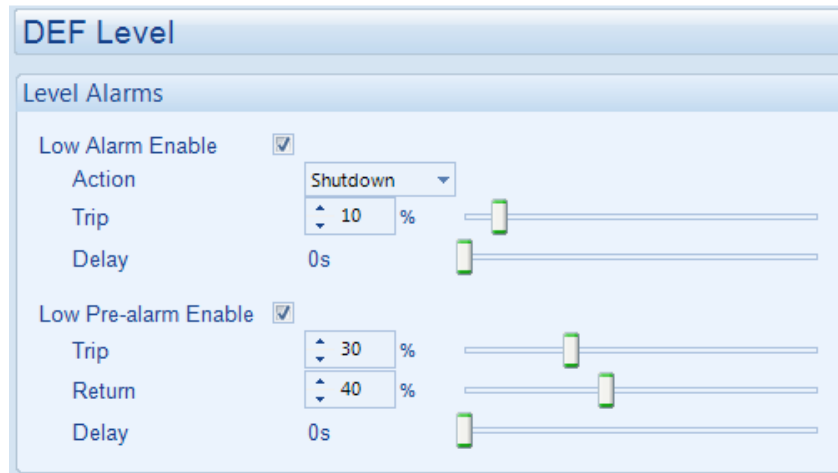 DEF Level
Level Alarms
Low Alarm Enable
Action Shutdown
Trip 10 %
Delay 0s
Low Pre-alarm Enable
Trip 30 %
Return 40 %
Delay 0s